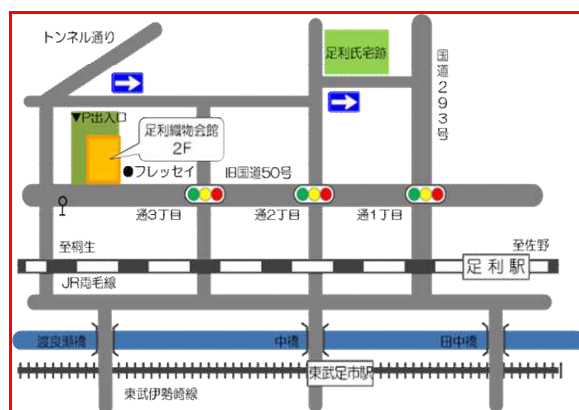 トンネル通り
足利氏宅跡
国道293号
▼P出入口
足利織物会館
2F
●フレッセイ
旧国道50号
通3丁目
通2丁目
通1丁目
至桐生
至佐野
足利駅
JR両毛線
渡良瀬橋
中橋
田中橋
東武足市駅
東武伊勢崎線